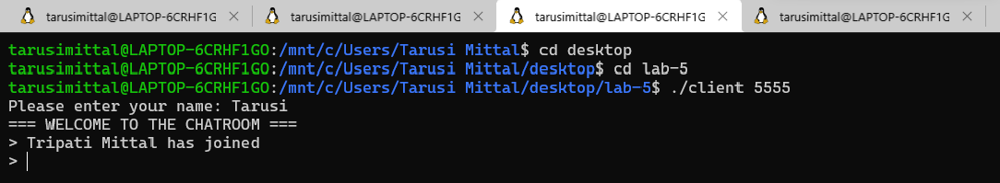 tarusimittal@LAPTOP-6CRHF1G
tarusimittal@LAPTOP-6CRHF1G
tarusimittal@LAPTOP-6CRHF1G
tarusimittal@LAPTOP-6CRHF1G
tarusimittal@LAPTOP-6CRHF1GO:/mnt/c/Users/Tarusi Mittal$ cd desktop
tarusimittal@LAPTOP-6CRHF1GO:/mnt/c/Users/Tarusi Mittal/desktop$ cd lab-5
tarusimittal@LAPTOP-6CRHF1GO:/mnt/c/Users/Tarusi Mittal/desktop/lab-5$ ./client 5555
Please enter your name: Tarusi
=== WELCOME TO THE CHATROOM ===
> Tripati Mittal has joined
>